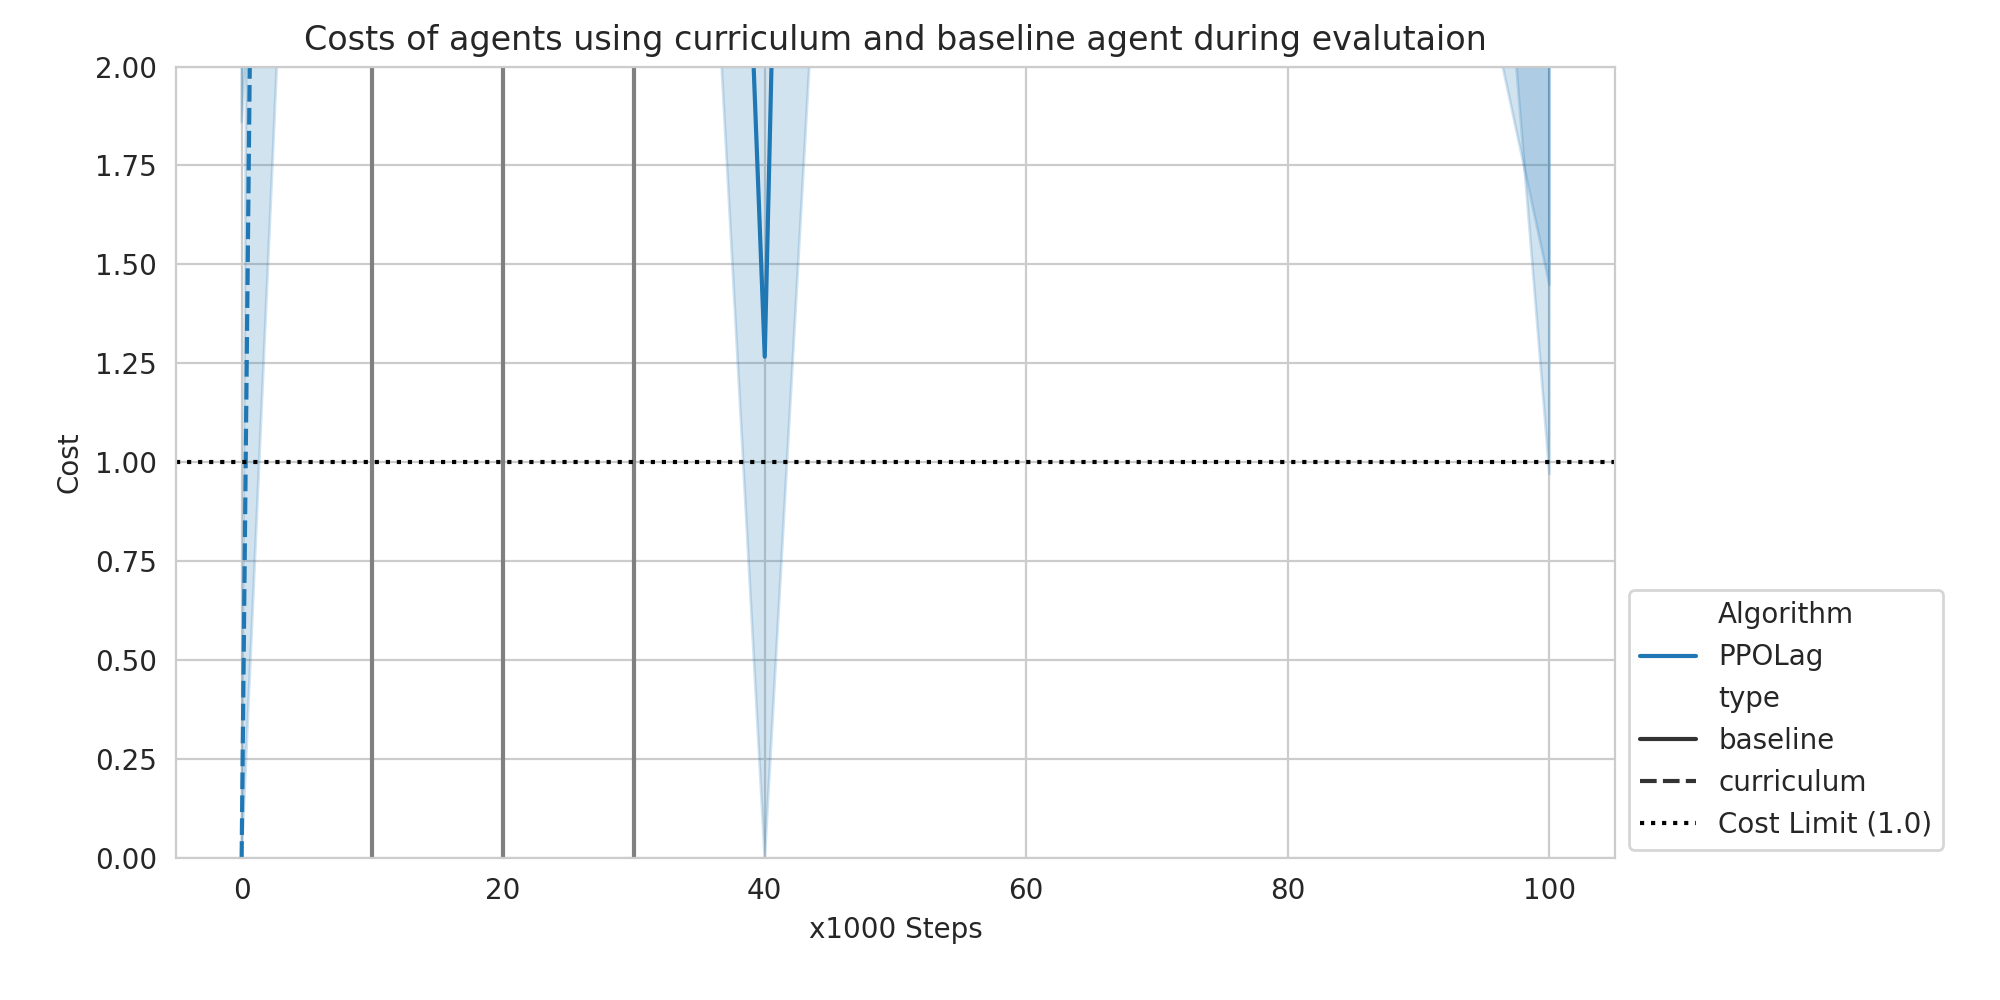 Costs of agents using curriculum and baseline agent during evalutaion
2.00
1.75
1.50
1.25
1.00
0.75
0.50
0.25
0.00
Cost
0 20 40 60 80 100
x1000 Steps
Algorithm
PPOLag
type
baseline
curriculum
Cost Limit (1.0)